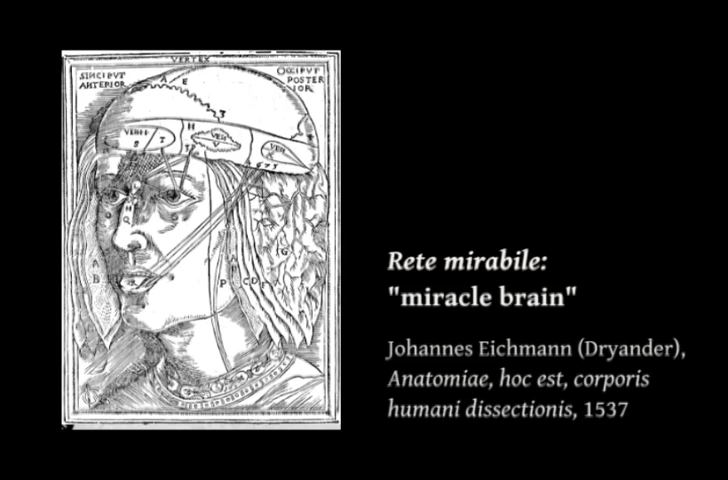 VERTEX
SINCIPUT
ANTERIOR
OCCIPUT
POSTER
IOR
A E
H
P C D E
G
A
B
Rete mirabile:
"miracle brain"
Johannes Eichmann (Dryander),
Anatomiae, hoc est, corporis
humani dissectionis, 1537